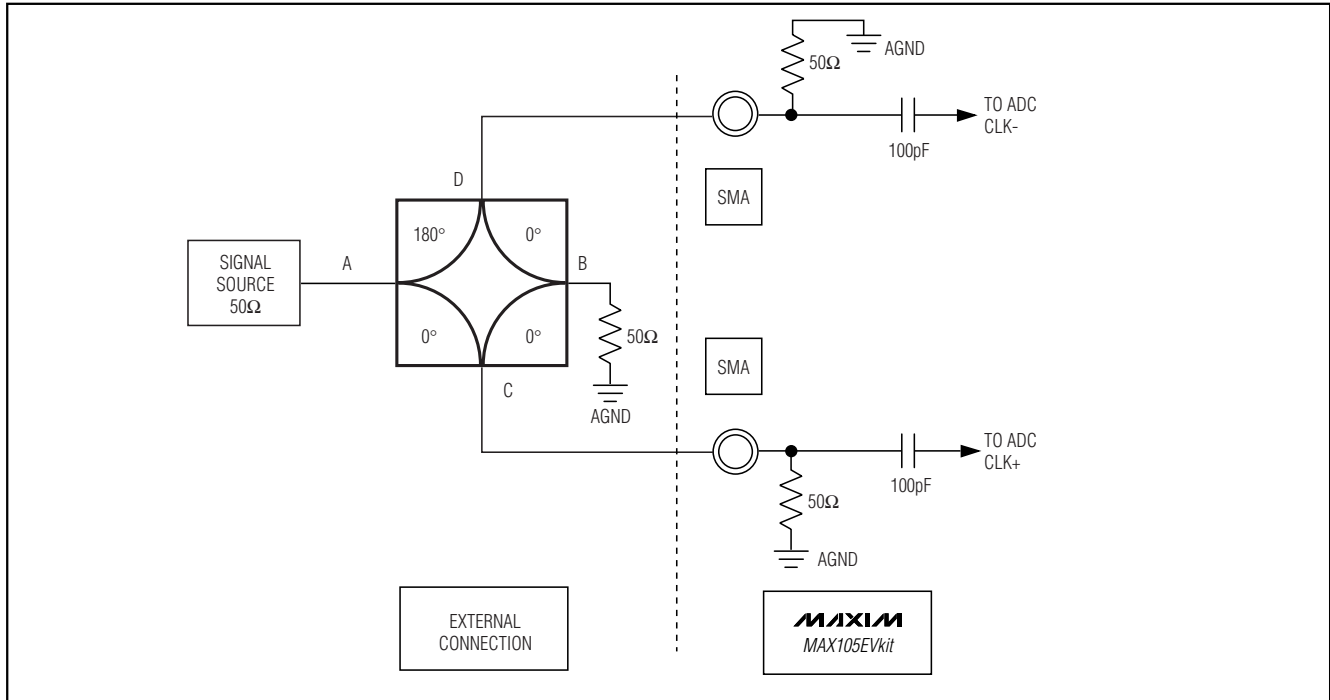 50Ω
AGND
TO ADC
CLK-
100pF
D
SMA
180°
0°
SIGNAL
SOURCE
50Ω
A
B
0°
0°
50Ω
SMA
C
AGND
TO ADC
CLK+
100pF
50Ω
AGND
EXTERNAL
CONNECTION
MAXIM
MAX105EVkit